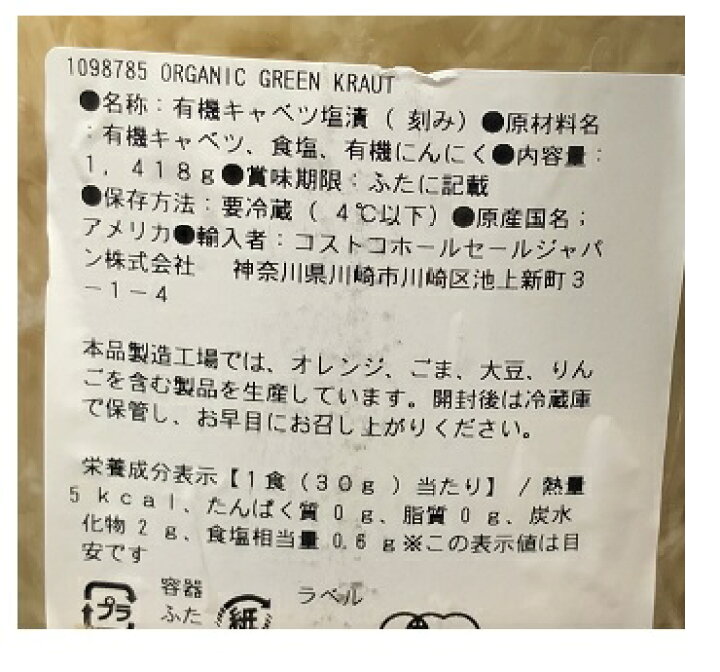 1098785 ORGANIC GREEN KRAUT
●名称：有機キャベツ塩漬（ 刻み）●原材料名
：有機キャベツ、食塩、有機にんにく●内容量：
1，418g●賞味期限：ふたに記載
●保存方法：要冷蔵（ 4℃以下）●原産国名；
アメリカ●輸入者：コストコホールセールジャパ
ン株式会社　神奈川県川崎市川崎区池上新町3
－1－4
本品製造工場では、オレンジ、ごま、大豆、りん
ごを含む製品を生産しています。開封後は冷蔵庫
で保管し、お早目にお召し上がりください。
栄養成分表示【1食（30g ）当たり】 / 熱量
5 kcal、たんぱく質0g、脂質0g、炭水
化物2g、食塩相当量0.6g※この表示値は目
安です
プラ 容器 ふた 紙 ラベル